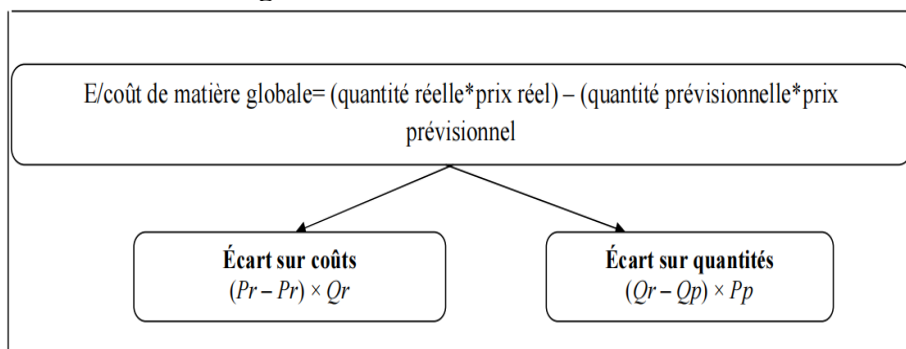 E/coût de matière globale= (quantité réelle*prix réel) – (quantité prévisionnelle*prix
prévisionnel
Écart sur coûts
(Pr – Pr) × Qr
Écart sur quantités
(Qr – Qp) × Pp